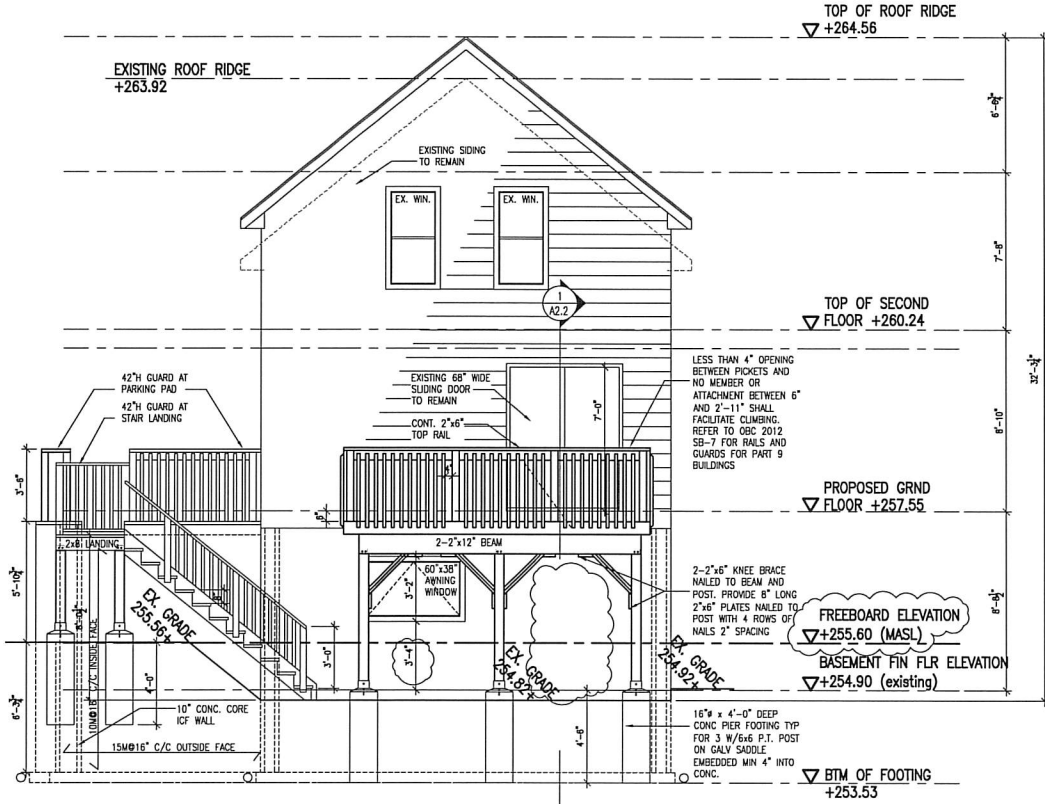 TOP OF ROOF RIDGE
+264.56
EXISTING ROOF RIDGE
+263.92
EXISTING SIDING
TO REMAIN
EX. WIN.
EX. WIN.
7'-8"
1
A2.2
TOP OF SECOND
FLOOR +260.24
42"H GUARD AT
PARKING PAD
42"H GUARD AT
STAIR LANDING
EXISTING 68" WIDE
SLIDING DOOR
TO REMAIN
CONT. 2"x6"
TOP RAIL
7'-0"
LESS THAN 4" OPENING
BETWEEN PICKETS AND
NO MEMBER OR
ATTACHMENT BETWEEN 6"
AND 2'-11" SHALL
FACILITATE CLIMBING.
REFER TO OBC 2012
SB-7 FOR RAILS AND
GUARDS FOR PART 9
BUILDINGS
8'-10"
3'-6"
4"
6"
PROPOSED GRND
FLOOR +257.55
2x8 LANDING
2-2"x12" BEAM
60"x38"
AWNING
WINDOW
3'-2"
3'-4"
2-2"x6" KNEE BRACE
NAILED TO BEAM AND
POST. PROVIDE 8" LONG
2"x6" PLATES NAILED TO
POST WITH 4 ROWS OF
NAILS 2" SPACING
EX. GRADE
255.56±
FREEBOARD ELEVATION
+255.60 (MASL)
EX. GRADE
254.82±
EX. GRADE
254.92±
BASEMENT FIN FLR ELEVATION
+254.90 (existing)
3'-0"
4'-0"
10M@16" C/C INSIDE FACE
10" CONC. CORE
ICF WALL
15M@16" C/C OUTSIDE FACE
4'-6"
16"ø x 4'-0" DEEP
CONC PIER FOOTING TYP
FOR 3 W/6x6 P.T. POST
ON GALV SADDLE
EMBEDDED MIN 4" INTO
CONC.
BTM OF FOOTING
+253.53